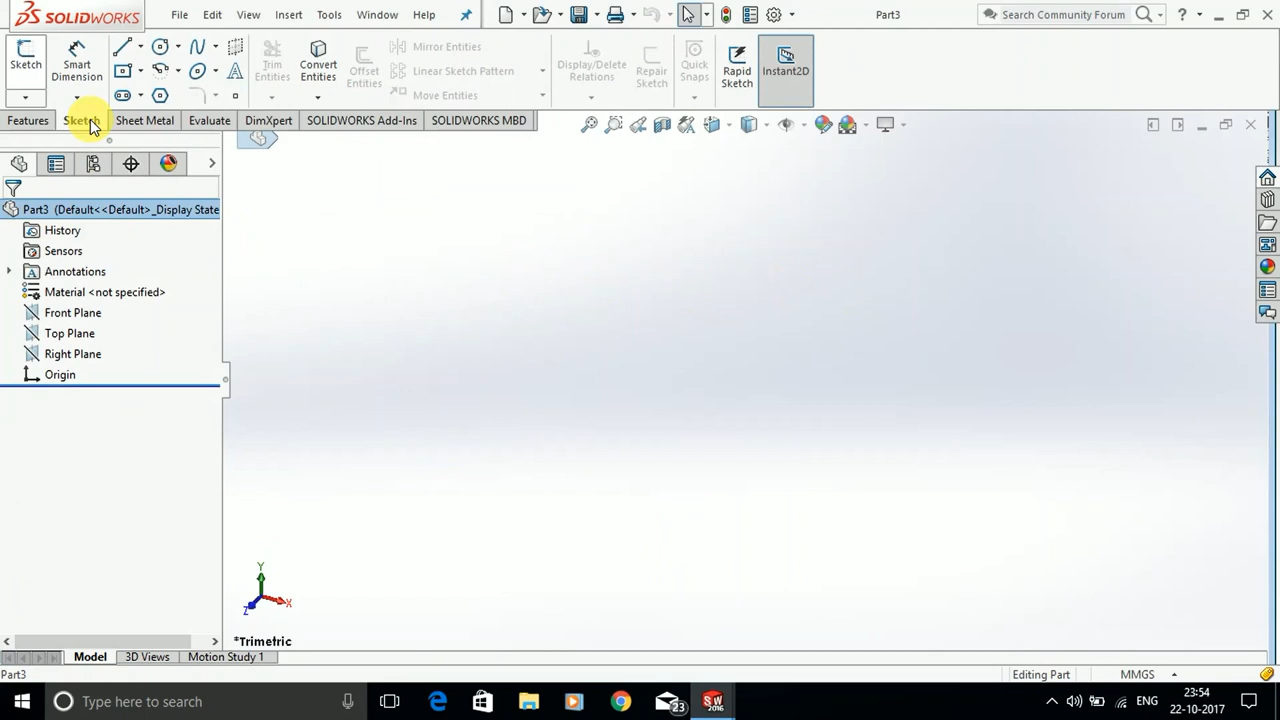 SOLIDWORKS
File Edit View Insert Tools Window Help
Part3
Search Community Forum
?
Sketch
Smart Dimension
Trim Entities
Convert Entities
Offset Entities
Mirror Entities
Linear Sketch Pattern
Move Entities
Display/Delete Relations
Repair Sketch
Quick Snaps
Rapid Sketch
Instant2D
Features Sketch Sheet Metal Evaluate DimXpert SOLIDWORKS Add-Ins SOLIDWORKS MBD
Part3 (Default<<Default>_Display State
History
Sensors
Annotations
Material <not specified>
Front Plane
Top Plane
Right Plane
Origin
Y
X
Z
*Trimetric
Model 3D Views Motion Study 1
Part3
Editing Part
MMGS
Type here to search
23
SW 2016
ENG
23:54
22-10-2017